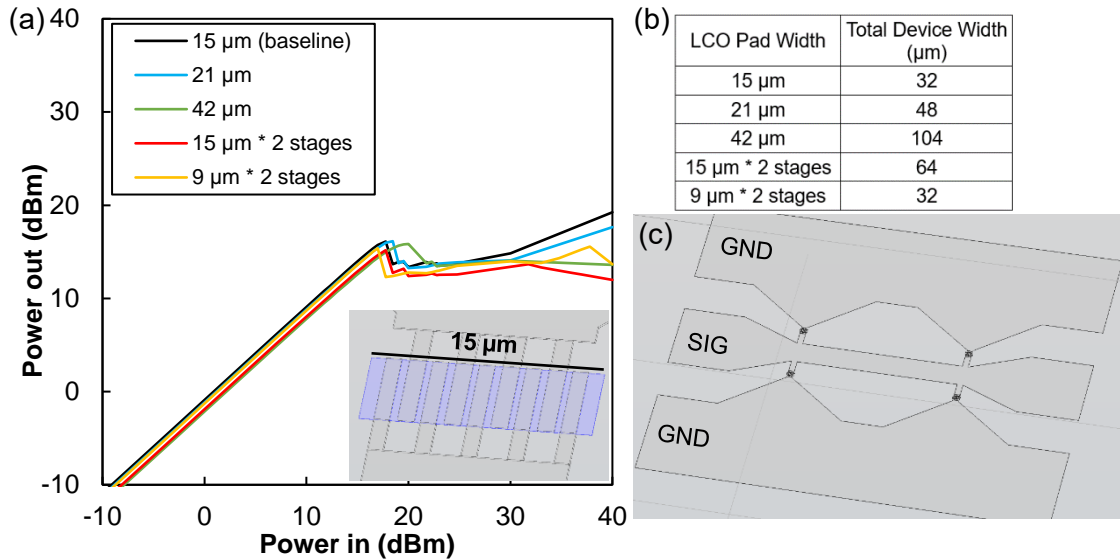 (a)
40
30
20
10
0
-10
Power out (dBm)
15 µm (baseline)
21 µm
42 µm
15 µm * 2 stages
9 µm * 2 stages
15 µm
-10 0 10 20 30 40
Power in (dBm)
(b)
LCO Pad Width Total Device Width (µm)
15 µm 32
21 µm 48
42 µm 104
15 µm * 2 stages 64
9 µm * 2 stages 32
(c)
GND
SIG
GND